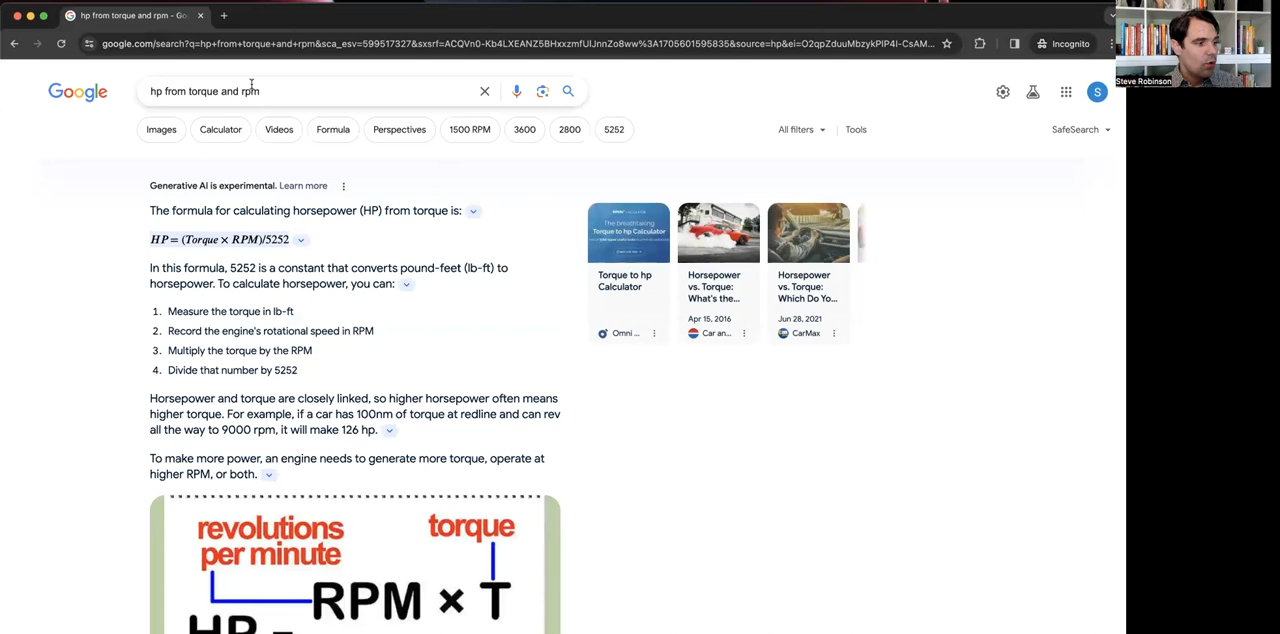 hp from torque and rpm - Go
google.com/search?q=hp+from+torque+and+rpm&sca_esv=599517327&sxsrf=ACQVn0-Kb4LXEANZ5BHxxzmfUIJnnZo8ww%3A1705601595835&source=hp&ei=O2qpZduuMbzykPIP4I-CsAM...
Incognito
Steve Robinson
Google
hp from torque and rpm
S
Images
Calculator
Videos
Formula
Perspectives
1500 RPM
3600
2800
5252
All filters
Tools
SafeSearch
Generative AI is experimental. Learn more
The formula for calculating horsepower (HP) from torque is:
HP = (Torque × RPM)/5252
In this formula, 5252 is a constant that converts pound-feet (lb-ft) to
horsepower. To calculate horsepower, you can:
1. Measure the torque in lb-ft
2. Record the engine's rotational speed in RPM
3. Multiply the torque by the RPM
4. Divide that number by 5252
Horsepower and torque are closely linked, so higher horsepower often means
higher torque. For example, if a car has 100nm of torque at redline and can rev
all the way to 9000 rpm, it will make 126 hp.
To make more power, an engine needs to generate more torque, operate at
higher RPM, or both.
The breathtaking
Torque to hp Calculator
Torque to hp
Calculator
Omni ...
Horsepower
vs. Torque:
What's the...
Apr 15, 2016
Car an...
Horsepower
vs. Torque:
Which Do Yo...
Jun 28, 2021
CarMax
revolutions
per minute
torque
RPM × T
HP =